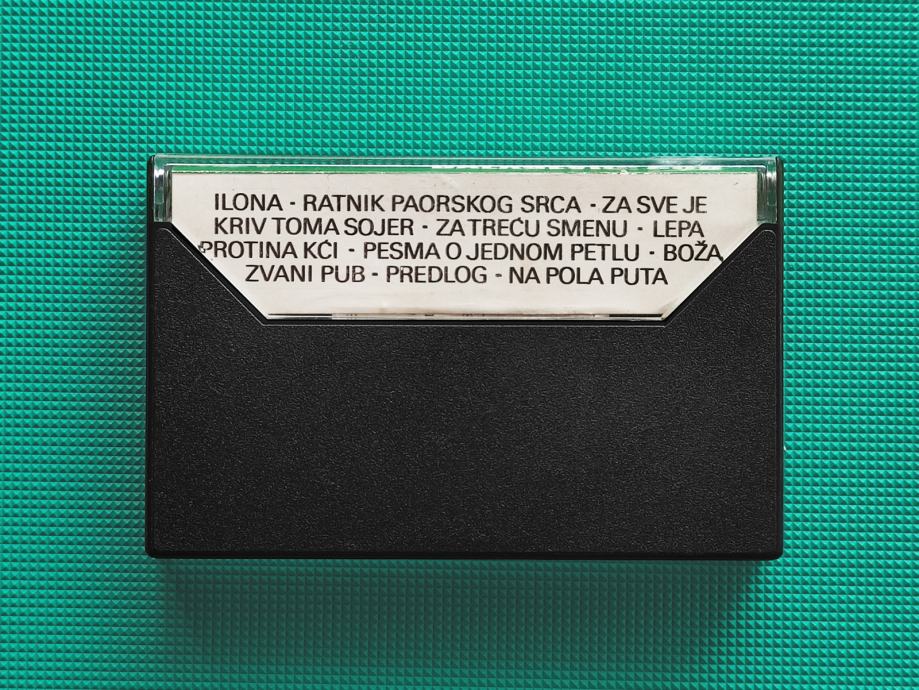 ILONA · RATNIK PAORSKOG SRCA · ZA SVE JE
KRIV TOMA SOJER · ZA TREĆU SMENU · LEPA
PROTINA KĆI · PESMA O JEDNOM PETLU · BOŽA
ZVANI PUB · PREDLOG · NA POLA PUTA